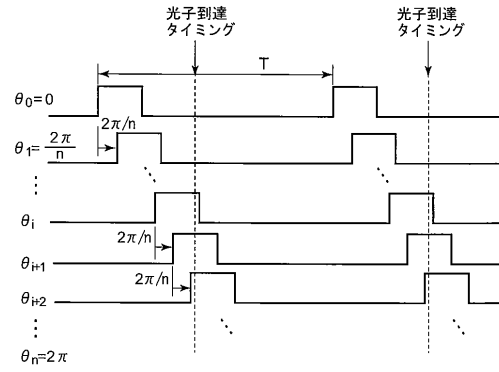 光子到達
タイミング
光子到達
タイミング
T
θ0=0
2π/n
θ1=2π/n
⋮
θi
2π/n
θi+1
2π/n
θi+2
⋮
θn=2π